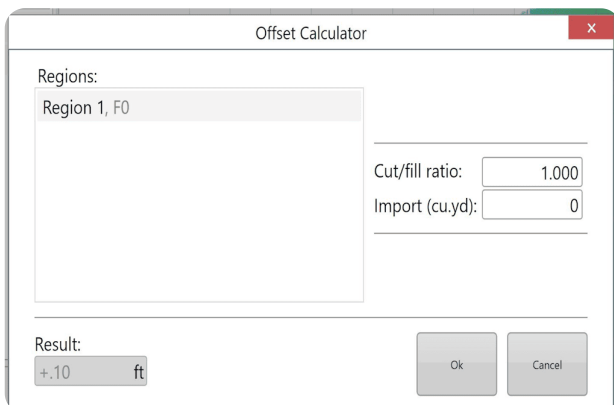 Offset Calculator
x
Regions:
Region 1, F0
Cut/fill ratio: 1.000
Import (cu.yd): 0
Result:
+.10 ft
Ok
Cancel